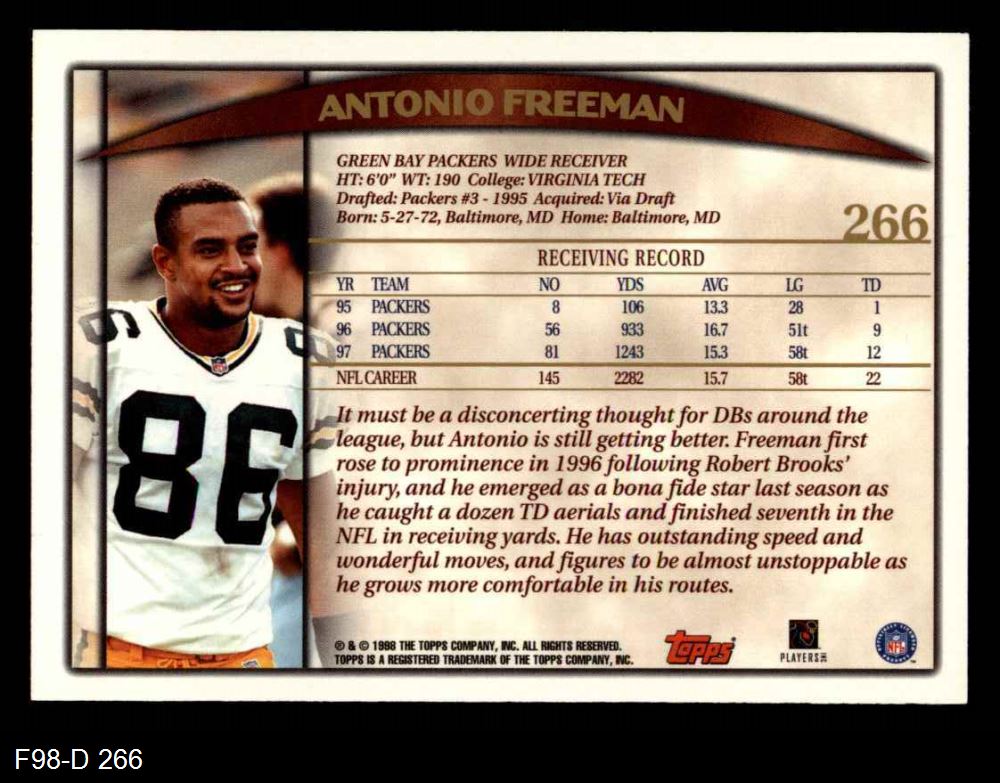 ANTONIO FREEMAN
GREEN BAY PACKERS WIDE RECEIVER
HT: 6'0" WT: 190 College: VIRGINIA TECH
Drafted: Packers #3 - 1995 Acquired: Via Draft
Born: 5-27-72, Baltimore, MD Home: Baltimore, MD
266
RECEIVING RECORD
YR TEAM NO YDS AVG LG TD
95 PACKERS 8 106 13.3 28 1
96 PACKERS 56 933 16.7 51t 9
97 PACKERS 81 1243 15.3 58t 12
NFL CAREER 145 2282 15.7 58t 22
It must be a disconcerting thought for DBs around the
league, but Antonio is still getting better. Freeman first
rose to prominence in 1996 following Robert Brooks'
injury, and he emerged as a bona fide star last season as
he caught a dozen TD aerials and finished seventh in the
NFL in receiving yards. He has outstanding speed and
wonderful moves, and figures to be almost unstoppable as
he grows more comfortable in his routes.
86
86
86
® & © 1998 THE TOPPS COMPANY, INC. ALL RIGHTS RESERVED.
TOPPS IS A REGISTERED TRADEMARK OF THE TOPPS COMPANY, INC.
Topps
PLAYERS INC
NFL
F98-D 266